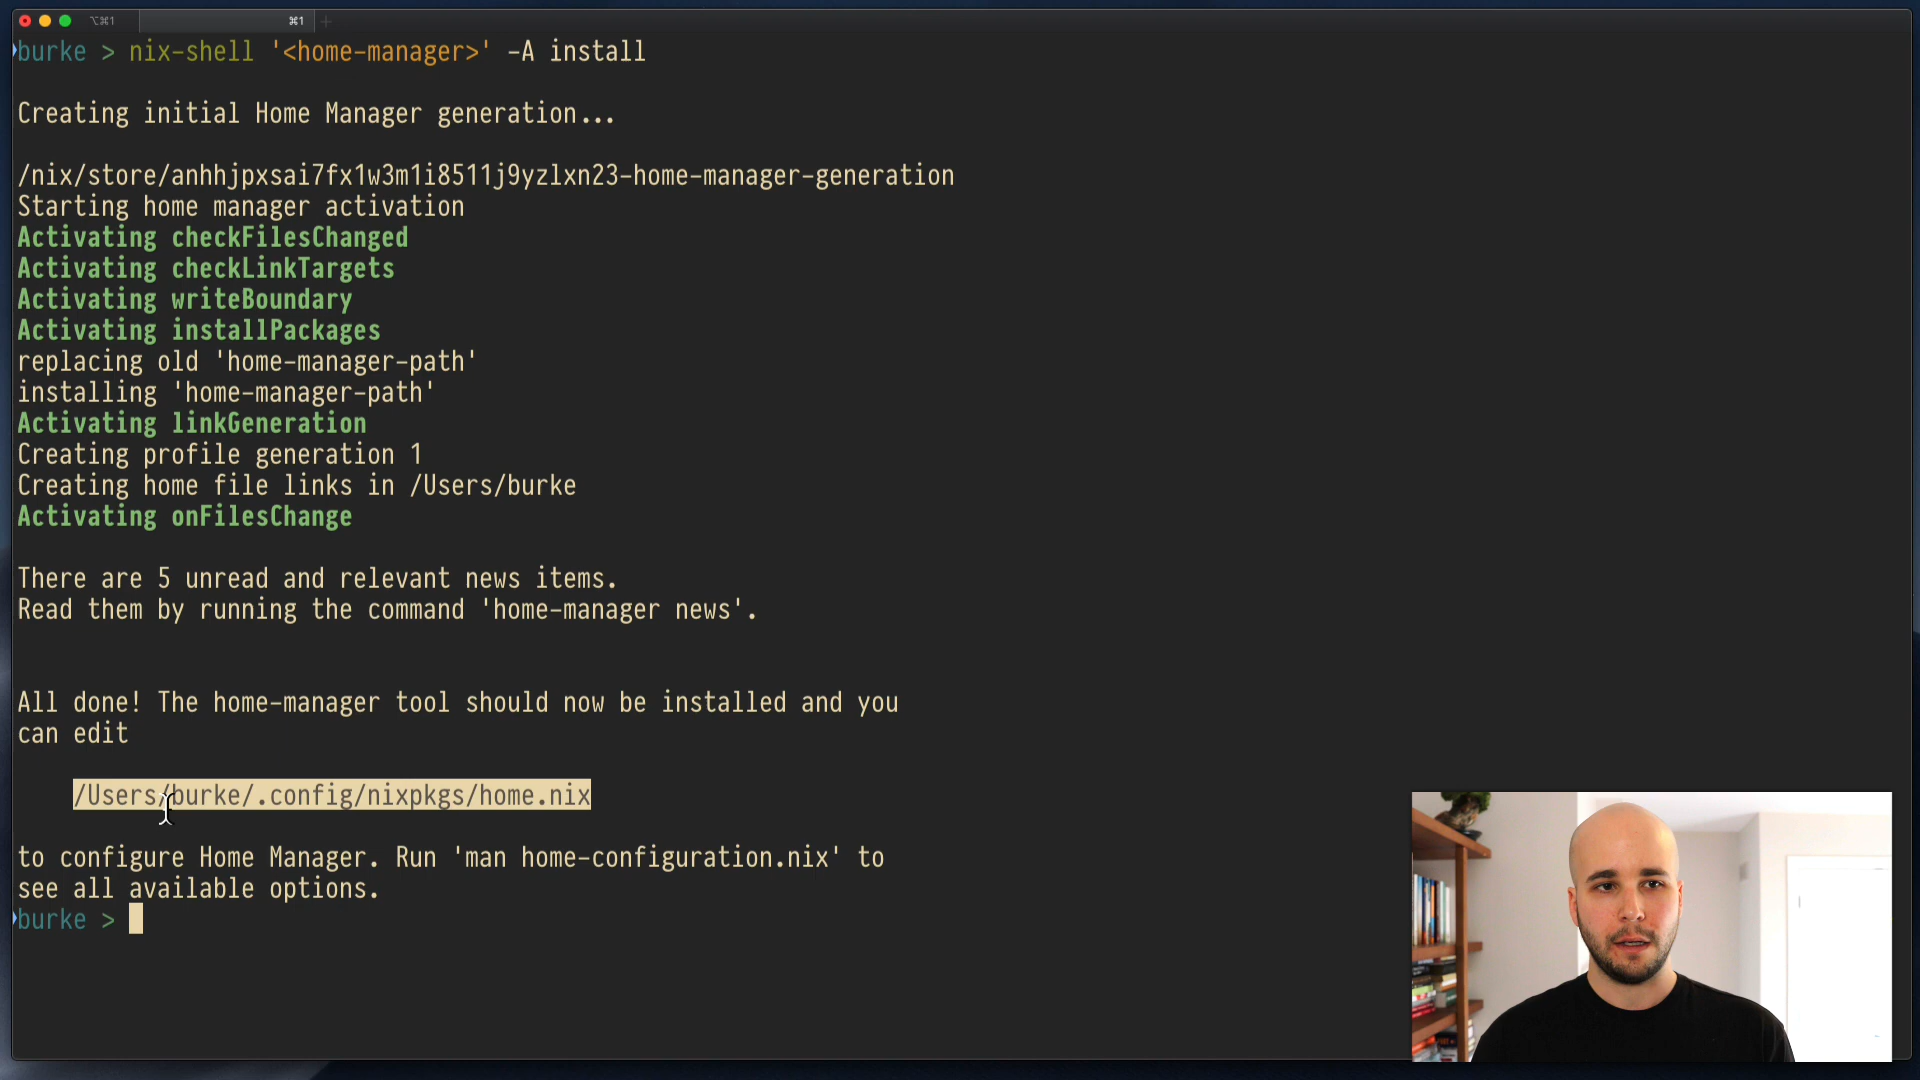 ⌥⌘1 ⌘1 +
burke > nix-shell '<home-manager>' -A install
Creating initial Home Manager generation...
/nix/store/anhhjpxsai7fx1w3m1i8511j9yzlxn23-home-manager-generation
Starting home manager activation
Activating checkFilesChanged
Activating checkLinkTargets
Activating writeBoundary
Activating installPackages
replacing old 'home-manager-path'
installing 'home-manager-path'
Activating linkGeneration
Creating profile generation 1
Creating home file links in /Users/burke
Activating onFilesChange
There are 5 unread and relevant news items.
Read them by running the command 'home-manager news'.
All done! The home-manager tool should now be installed and you
can edit
/Users/burke/.config/nixpkgs/home.nix
to configure Home Manager. Run 'man home-configuration.nix' to
see all available options.
burke >